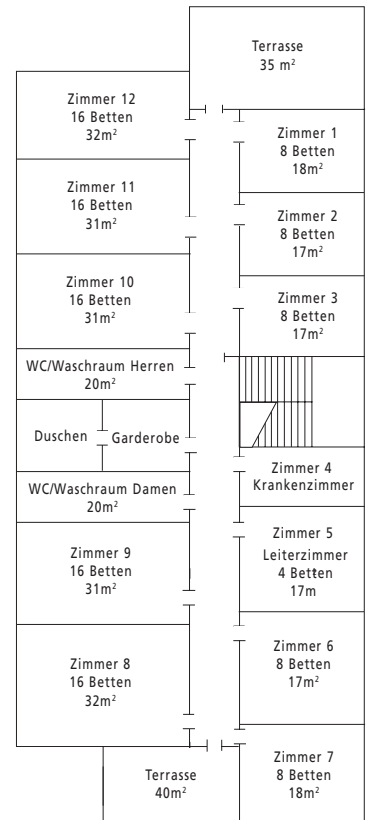 Terrasse
35 m²
Zimmer 12
16 Betten
32m²
Zimmer 1
8 Betten
18m²
Zimmer 11
16 Betten
31m²
Zimmer 2
8 Betten
17m²
Zimmer 10
16 Betten
31m²
Zimmer 3
8 Betten
17m²
WC/Waschraum Herren
20m²
Duschen
Garderobe
Zimmer 4
Krankenzimmer
WC/Waschraum Damen
20m²
Zimmer 5
Leiterzimmer
4 Betten
17m
Zimmer 9
16 Betten
31m²
Zimmer 6
8 Betten
17m²
Zimmer 8
16 Betten
32m²
Zimmer 7
8 Betten
18m²
Terrasse
40m²